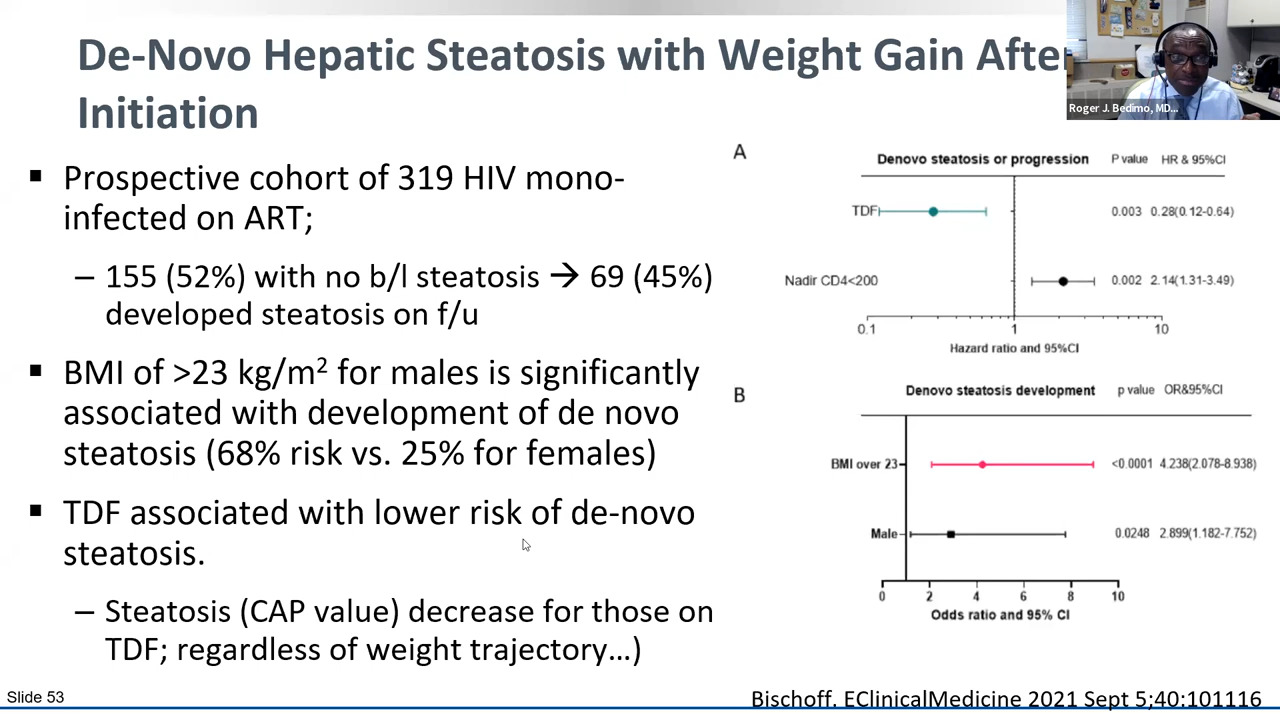 De-Novo Hepatic Steatosis with Weight Gain Afte
Initiation
Roger J. Bedimo, MD...
▪ Prospective cohort of 319 HIV mono-
infected on ART;
– 155 (52%) with no b/l steatosis → 69 (45%)
developed steatosis on f/u
▪ BMI of >23 kg/m² for males is significantly
associated with development of de novo
steatosis (68% risk vs. 25% for females)
▪ TDF associated with lower risk of de-novo
steatosis.
– Steatosis (CAP value) decrease for those on
TDF; regardless of weight trajectory…)
A
Denovo steatosis or progression P value HR & 95%CI
TDF 0.003 0.28(0.12-0.64)
Nadir CD4<200 0.002 2.14(1.31-3.49)
0.1 1 10
Hazard ratio and 95%CI
B
Denovo steatosis development p value OR&95%CI
BMI over 23 <0.0001 4.238(2.078-8.938)
Male 0.0248 2.899(1.182-7.752)
0 2 4 6 8 10
Odds ratio and 95% CI
Slide 53
Bischoff. EClinicalMedicine 2021 Sept 5;40:101116